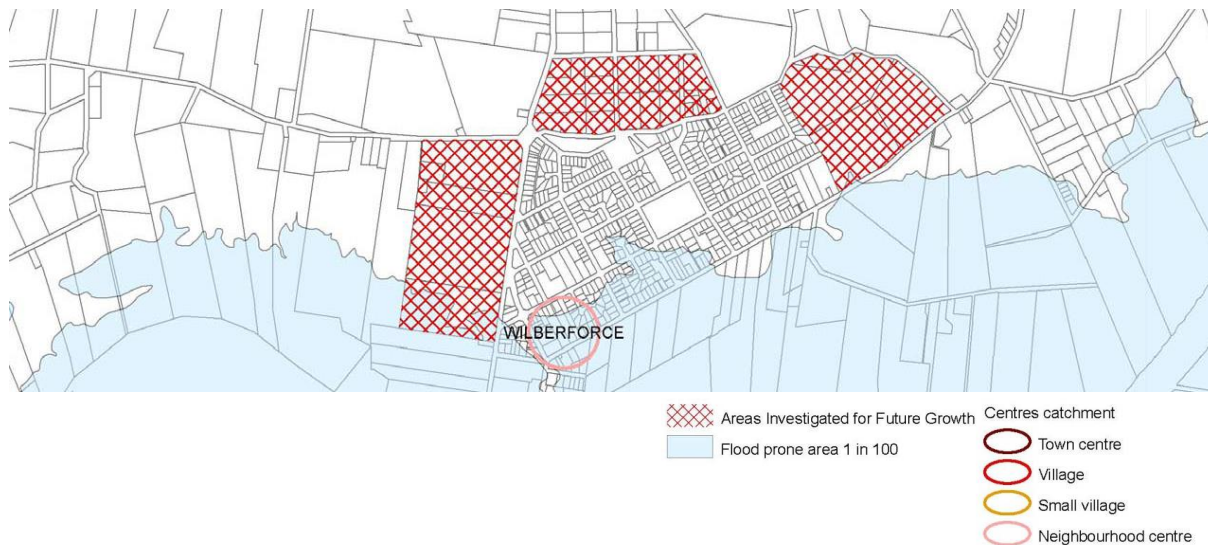 WILBERFORCE
Areas Investigated for Future Growth
Flood prone area 1 in 100
Centres catchment
Town centre
Village
Small village
Neighbourhood centre